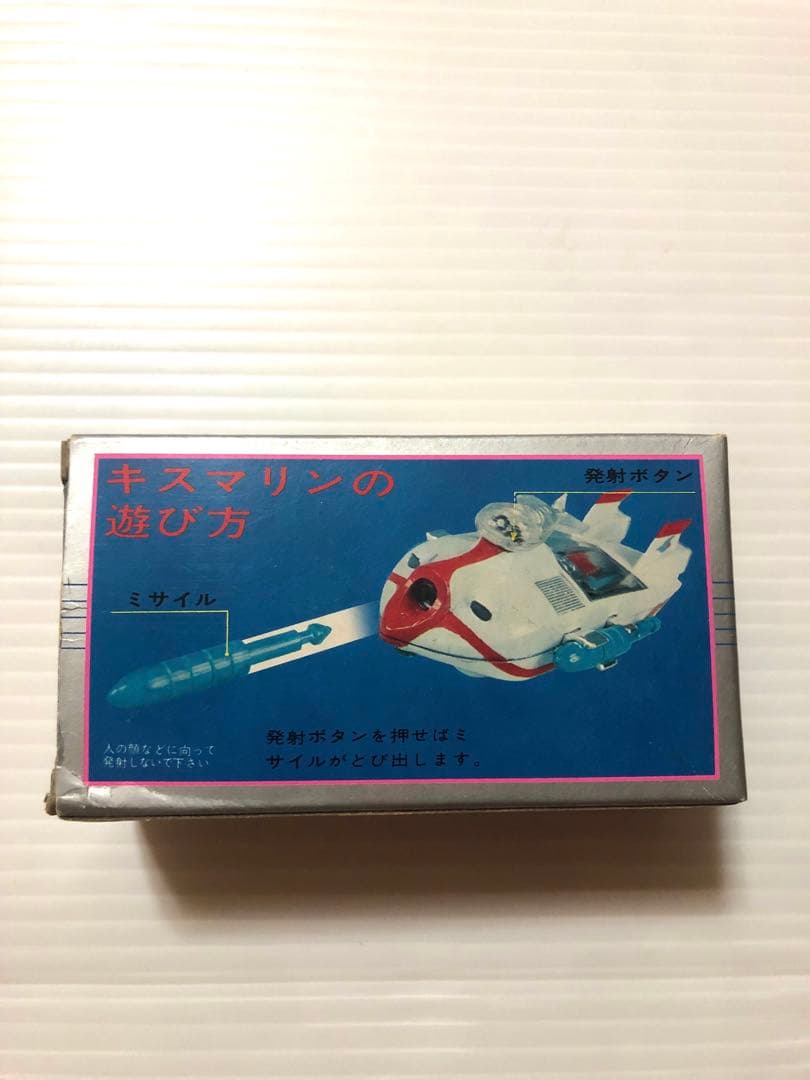 キスマリンの
遊び方
発射ボタン
ミサイル
発射ボタンを押せばミ
サイルがとび出します。
人の顔などに向って
発射しないで下さい